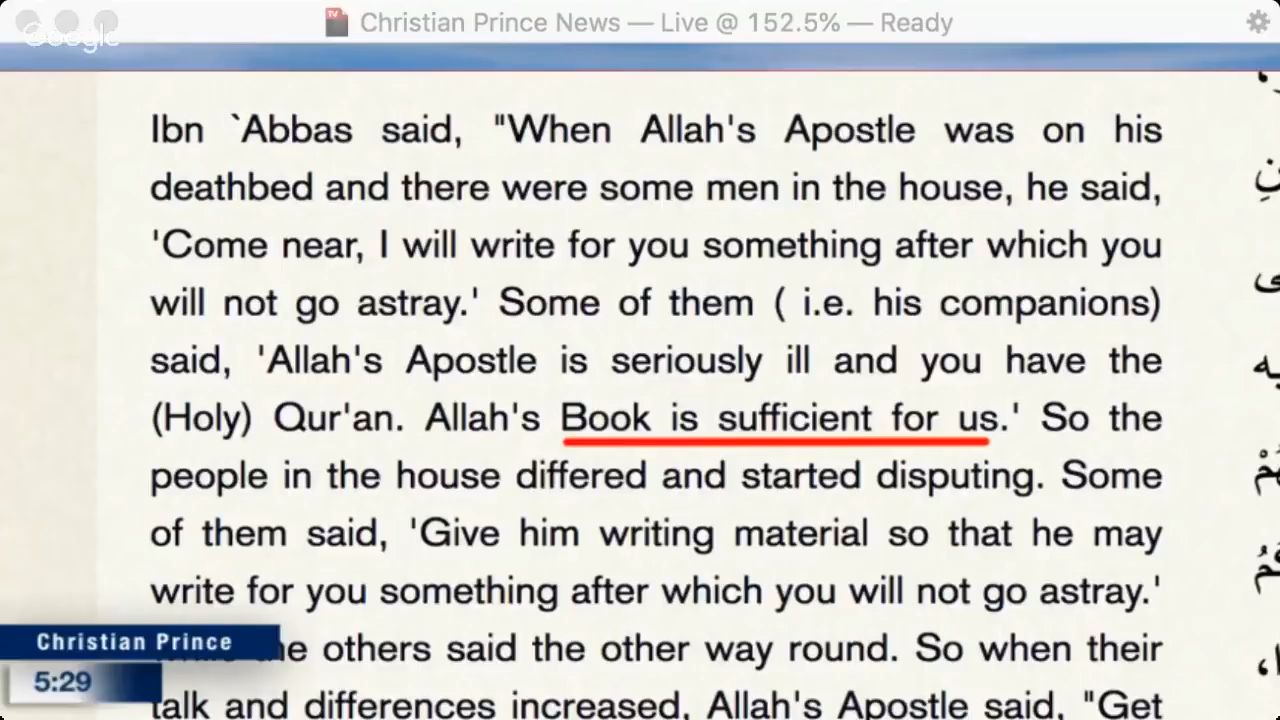 Christian Prince News — Live @ 152.5% — Ready
Google
Ibn `Abbas said, "When Allah's Apostle was on his
deathbed and there were some men in the house, he said,
'Come near, I will write for you something after which you
will not go astray.' Some of them ( i.e. his companions)
said, 'Allah's Apostle is seriously ill and you have the
(Holy) Qur'an. Allah's Book is sufficient for us.' So the
people in the house differed and started disputing. Some
of them said, 'Give him writing material so that he may
write for you something after which you will not go astray.'
others said the other way round. So when their
talk and differences increased, Allah's Apostle said, "Get
Christian Prince
5:29